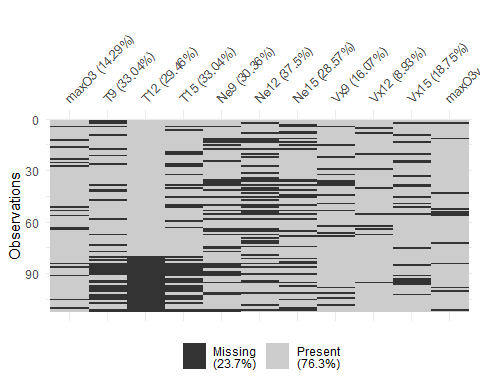 maxO3 (14.29%)
T9 (33.04%)
T12 (29.46%)
T15 (33.04%)
Ne9 (30.36%)
Ne12 (37.5%)
Ne15 (28.57%)
Vx9 (16.07%)
Vx12 (8.93%)
Vx15 (18.75%)
maxO3v
0
30
60
90
Observations
Missing
(23.7%)
Present
(76.3%)